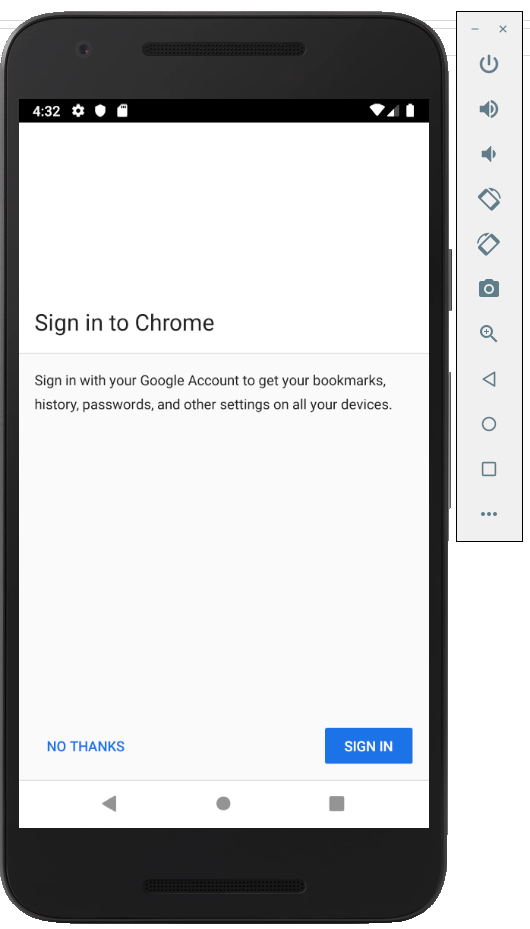 4:32
Sign in to Chrome
Sign in with your Google Account to get your bookmarks,
history, passwords, and other settings on all your devices.
NO THANKS
SIGN IN